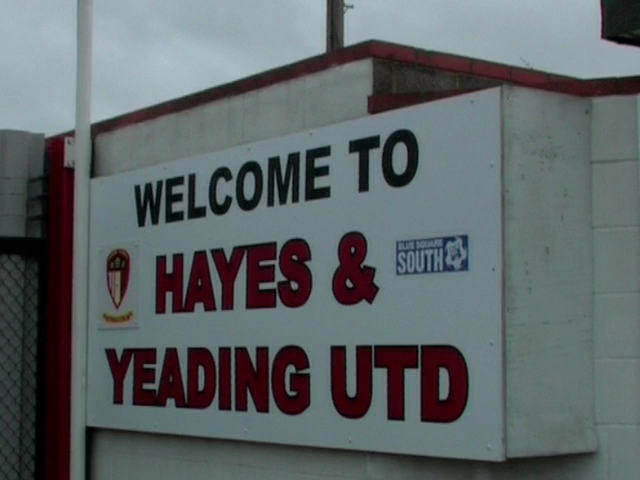 WELCOME TO
HAYES &
BLUE SQUARE
SOUTH
YEADING UTD